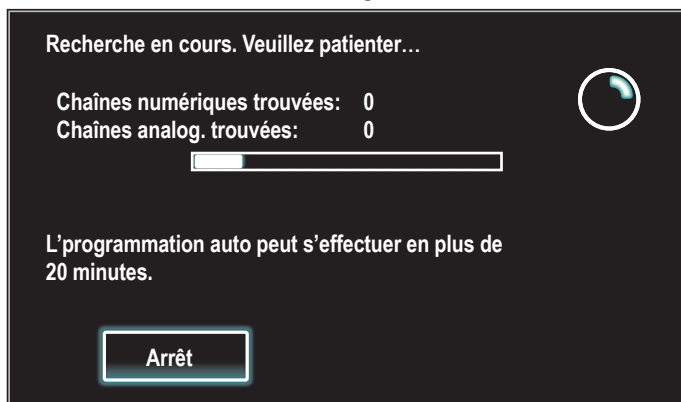 Recherche en cours. Veuillez patienter…
Chaînes numériques trouvées: 0
Chaînes analog. trouvées: 0
L'programmation auto peut s'effectuer en plus de
20 minutes.
Arrêt